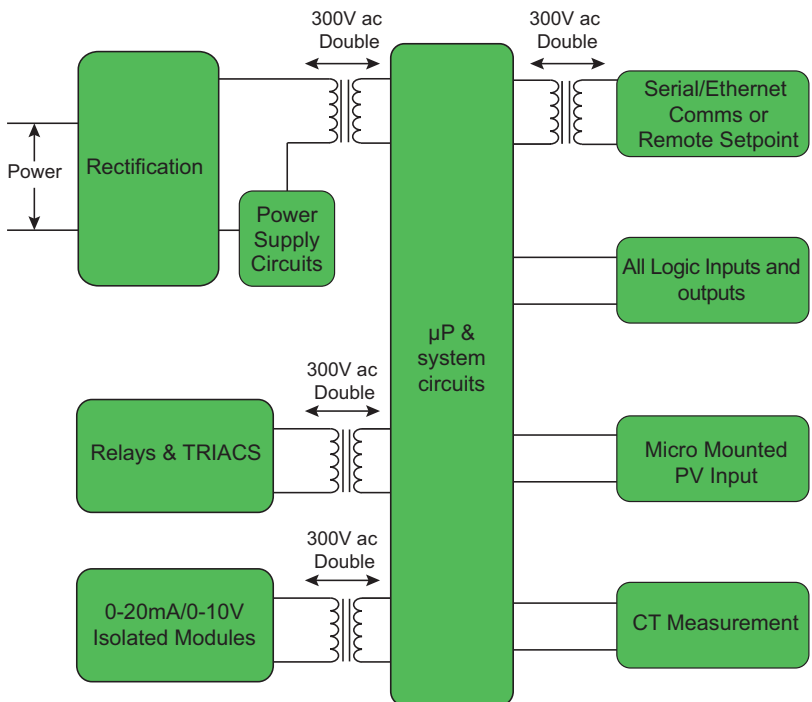 300V ac
Double
300V ac
Double
Power
Rectification
Power
Supply
Circuits
Serial/Ethernet
Comms or
Remote Setpoint
All Logic Inputs and
outputs
µP &
system
circuits
300V ac
Double
Relays & TRIACS
Micro Mounted
PV Input
300V ac
Double
0-20mA/0-10V
Isolated Modules
CT Measurement